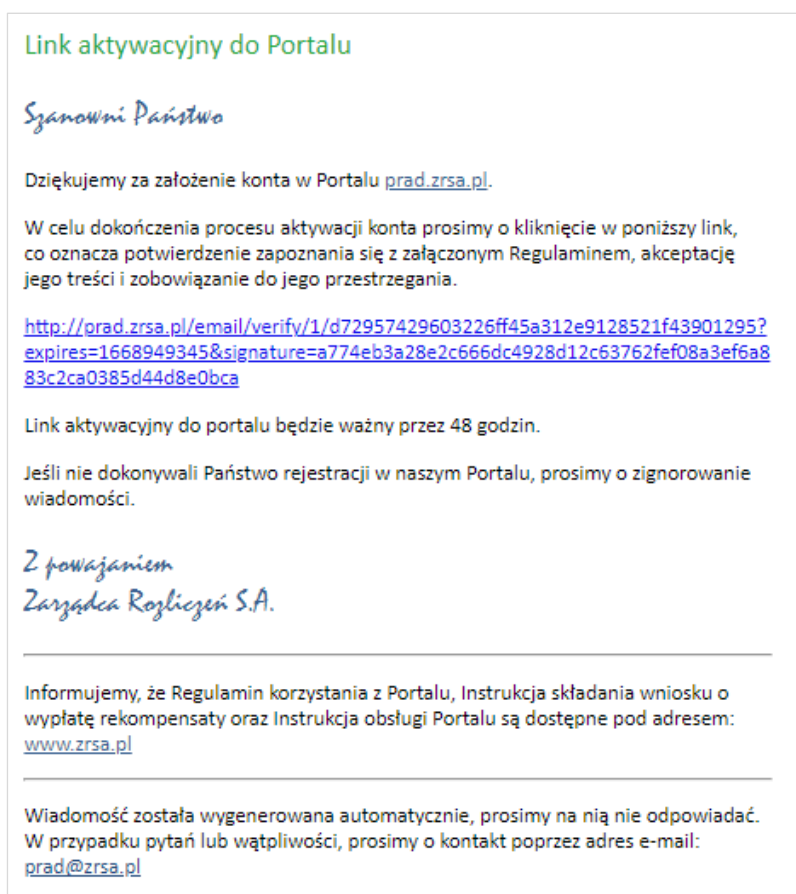 Link aktywacyjny do Portalu
Szanowni Państwo
Dziękujemy za założenie konta w Portalu prad.zrsa.pl.
W celu dokończenia procesu aktywacji konta prosimy o kliknięcie w poniższy link,
co oznacza potwierdzenie zapoznania się z załączonym Regulaminem, akceptację
jego treści i zobowiązanie do jego przestrzegania.
http://prad.zrsa.pl/email/verify/1/d72957429603226ff45a312e9128521f43901295?
expires=1668949345&signature=a774eb3a28e2c666dc4928d12c63762fef08a3ef6a8
83c2ca0385d44d8e0bca
Link aktywacyjny do portalu będzie ważny przez 48 godzin.
Jeśli nie dokonywali Państwo rejestracji w naszym Portalu, prosimy o zignorowanie
wiadomości.
Z poważaniem
Zarządca Rozliczeń S.A.
Informujemy, że Regulamin korzystania z Portalu, Instrukcja składania wniosku o
wypłatę rekompensaty oraz Instrukcja obsługi Portalu są dostępne pod adresem:
www.zrsa.pl
Wiadomość została wygenerowana automatycznie, prosimy na nią nie odpowiadać.
W przypadku pytań lub wątpliwości, prosimy o kontakt poprzez adres e-mail:
prad@zrsa.pl